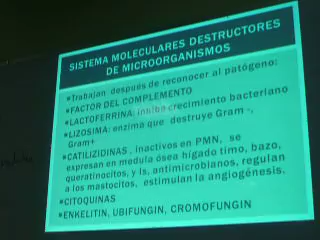 SISTEMA MOLECULARES DESTRUCTORES
DE MICROORGANISMOS
Trabajan después de reconocer al patógeno:
FACTOR DEL COMPLEMENTO
LACTOFERRINA: inhibe crecimiento bacteriano
LIZOSIMA: enzima que destruye Gram -,
Gram+
CATILIZIDINAS , inactivos en PMN, se
expresan en medula ósea hígado timo, bazo,
queratinocitos, y ls, antimicrobianos, regulan
a los mastocitos, estimulan la angiogénesis.
CITOQUINAS
ENKELITIN, UBIFUNGIN, CROMOFUNGIN